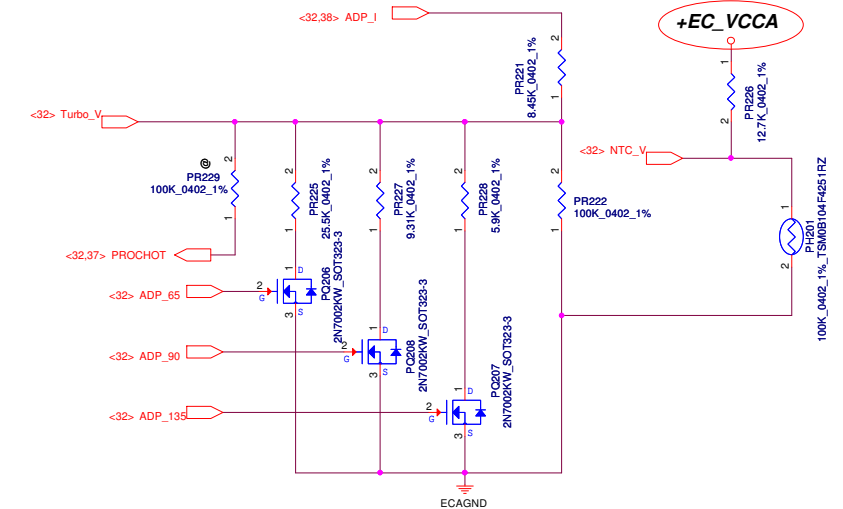 <32,38> ADP_I
+EC_VCCA
2
PR221
8.45K_0402_1%
1
1
PR226
12.7K_0402_1%
2
<32> Turbo_V
<32> NTC_V
@
PR229
100K_0402_1%
2
1
2
PR225
25.5K_0402_1%
1
2
PR227
9.31K_0402_1%
1
2
PR228
5.9K_0402_1%
1
2
PR222
100K_0402_1%
1
1
PH201
100K_0402_1%_TSM0B104F4251RZ
2
<32,37> PROCHOT
<32> ADP_65
2
G
1
D
3
S
PQ206
2N7002KW_SOT323-3
<32> ADP_90
2
G
1
D
3
S
PQ208
2N7002KW_SOT323-3
<32> ADP_135
2
G
1
D
3
S
PQ207
2N7002KW_SOT323-3
ECAGND